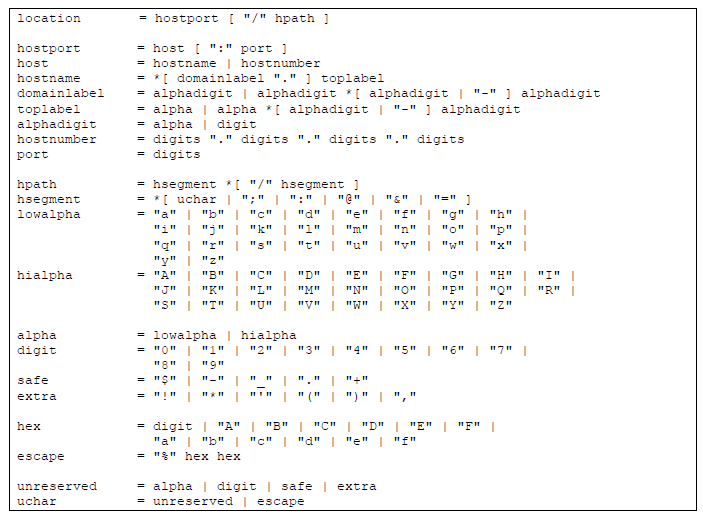 location = hostport [ "/" hpath ]
hostport = host [ ":" port ]
host = hostname | hostnumber
hostname = *[ domainlabel "." ] toplabel
domainlabel = alphadigit | alphadigit *[ alphadigit | "-" ] alphadigit
toplabel = alpha | alpha *[ alphadigit | "-" ] alphadigit
alphadigit = alpha | digit
hostnumber = digits "." digits "." digits "." digits
port = digits
hpath = hsegment *[ "/" hsegment ]
hsegment = *[ uchar | ";" | ":" | "@" | "&" | "=" ]
lowalpha = "a" | "b" | "c" | "d" | "e" | "f" | "g" | "h" |
"i" | "j" | "k" | "l" | "m" | "n" | "o" | "p" |
"q" | "r" | "s" | "t" | "u" | "v" | "w" | "x" |
"y" | "z"
hialpha = "A" | "B" | "C" | "D" | "E" | "F" | "G" | "H" | "I" |
"J" | "K" | "L" | "M" | "N" | "O" | "P" | "Q" | "R" |
"S" | "T" | "U" | "V" | "W" | "X" | "Y" | "Z"
alpha = lowalpha | hialpha
digit = "0" | "1" | "2" | "3" | "4" | "5" | "6" | "7" |
"8" | "9"
safe = "$" | "-" | "_" | "." | "+"
extra = "!" | "*" | "'" | "(" | ")" | ","
hex = digit | "A" | "B" | "C" | "D" | "E" | "F" |
"a" | "b" | "c" | "d" | "e" | "f"
escape = "%" hex hex
unreserved = alpha | digit | safe | extra
uchar = unreserved | escape